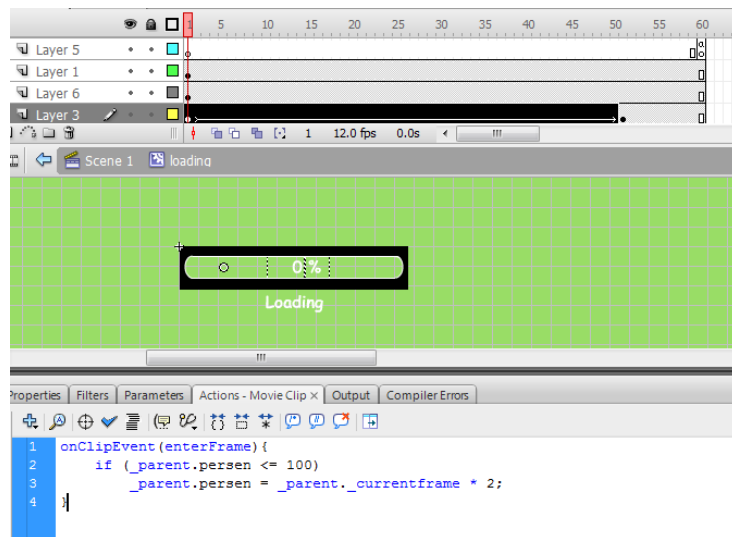 1 5 10 15 20 25 30 35 40 45 50 55 60
Layer 5
a
Layer 1
Layer 6
Layer 3
1 12.0 fps 0.0s
Scene 1 loading
0 %
Loading
Properties Filters Parameters Actions - Movie Clip × Output Compiler Errors
1 onClipEvent(enterFrame){
2 if (_parent.persen <= 100)
3 _parent.persen = _parent._currentframe * 2;
4 }